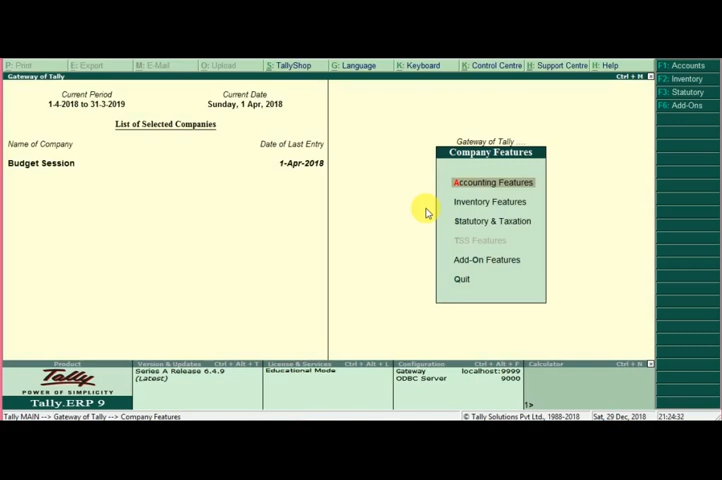 P: Print E: Export M: E-Mail O: Upload S: TallyShop G: Language K: Keyboard K: Control Centre H: Support Centre H: Help F1: Accounts
Gateway of Tally Ctrl + M x F2: Inventory
F3: Statutory
F6: Add-Ons
Current Period Current Date
1-4-2018 to 31-3-2019 Sunday, 1 Apr, 2018
List of Selected Companies
Name of Company Date of Last Entry
Budget Session 1-Apr-2018
Gateway of Tally ....
Company Features
Accounting Features
Inventory Features
Statutory & Taxation
TSS Features
Add-On Features
Quit
Product Version & Updates Ctrl + Alt + T License & Services Ctrl + Alt + L Configuration Ctrl + Alt + F Calculator Ctrl + N x
Tally
POWER OF SIMPLICITY
Tally.ERP 9
Series A Release 6.4.9
(Latest)
Educational Mode
Gateway localhost:9999
ODBC Server 9000
1>
Tally MAIN --> Gateway of Tally --> Company Features © Tally Solutions Pvt Ltd., 1988-2018 Sat, 29 Dec, 2018 21:24:32